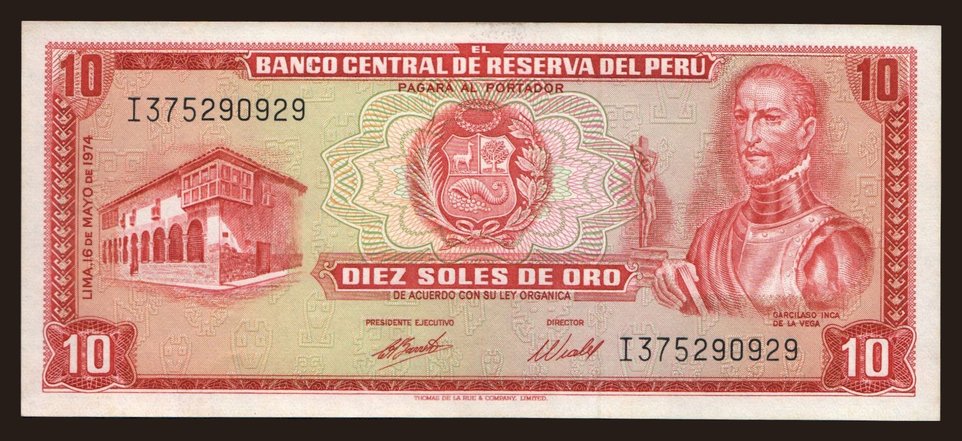 EL
10 BANCO CENTRAL DE RESERVA DEL PERÚ 10
PAGARÁ AL PORTADOR
I375290929
LIMA, 16 DE MAYO DE 1974
DIEZ SOLES DE ORO
DE ACUERDO CON SU LEY ORGANICA
GARCILASO INCA
DE LA VEGA
PRESIDENTE EJECUTIVO DIRECTOR
I375290929
10 10
THOMAS DE LA RUE & COMPANY, LIMITED.